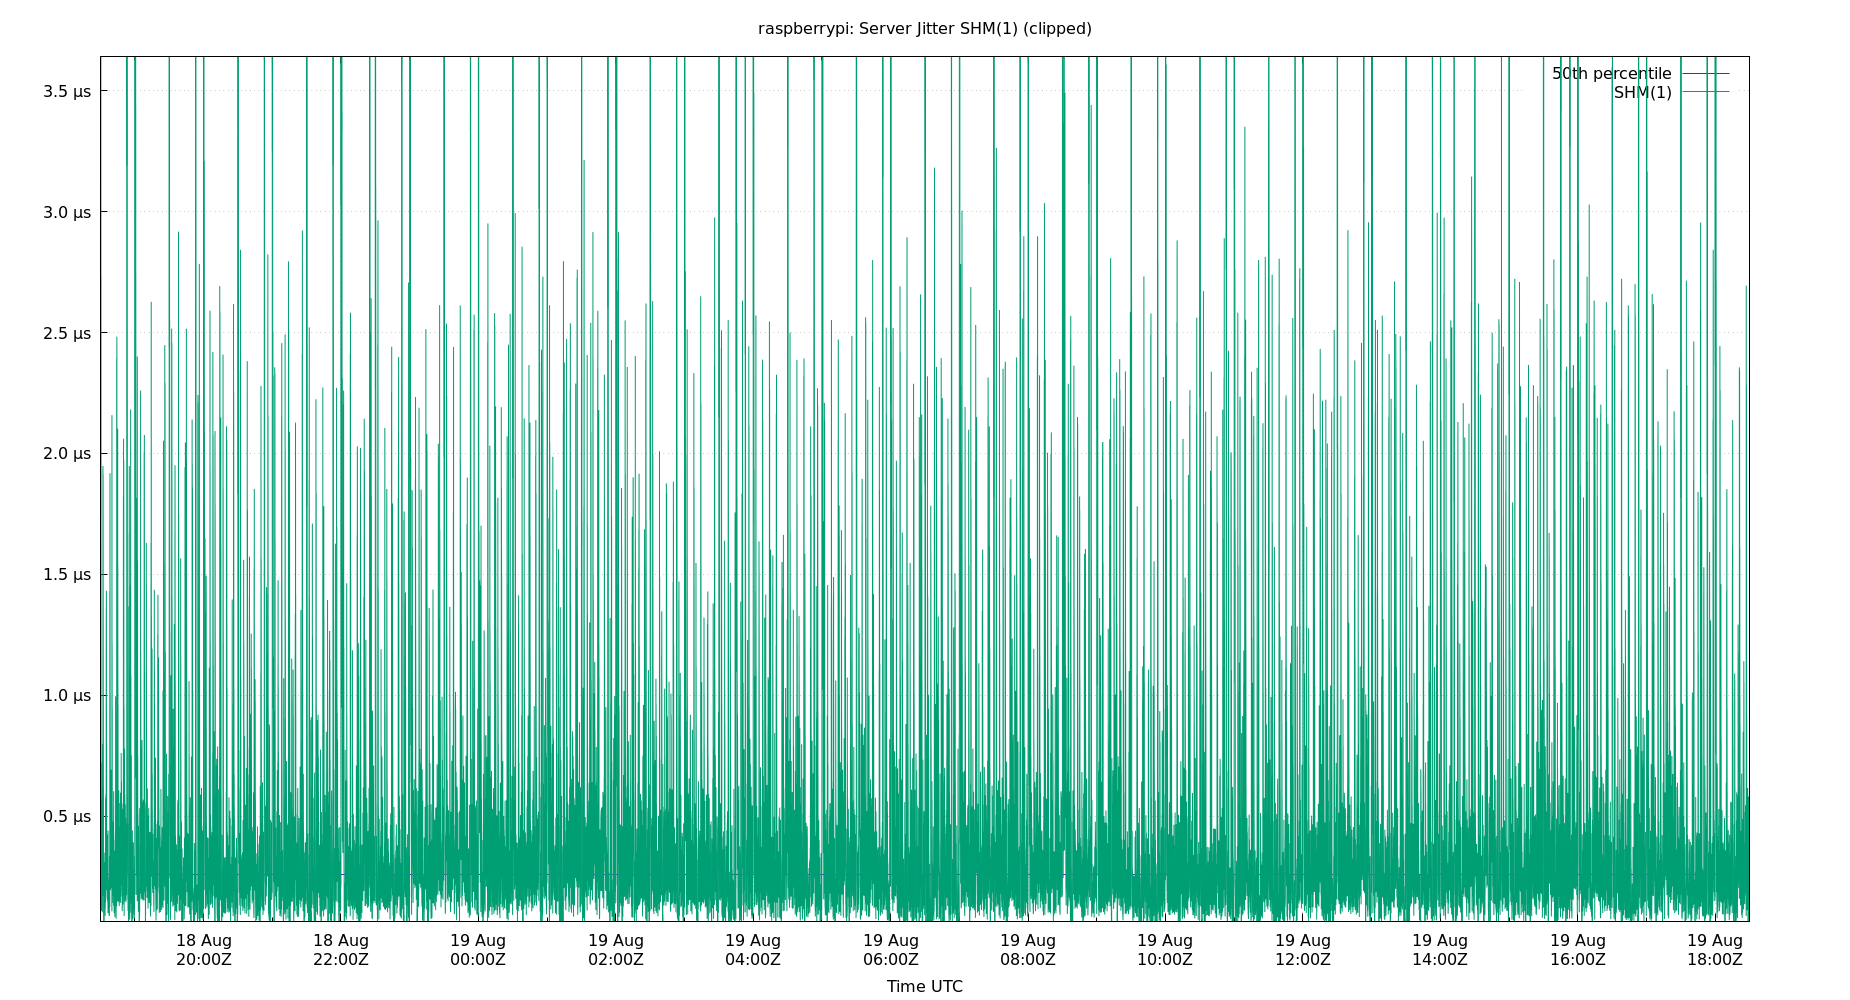 raspberrypi: Server Jitter SHM(1) (clipped)
50th percentile
SHM(1)
3.5 µs
3.0 µs
2.5 µs
2.0 µs
1.5 µs
1.0 µs
0.5 µs
18 Aug 18 Aug 19 Aug 19 Aug 19 Aug 19 Aug 19 Aug 19 Aug 19 Aug 19 Aug 19 Aug 19 Aug
20:00Z 22:00Z 00:00Z 02:00Z 04:00Z 06:00Z 08:00Z 10:00Z 12:00Z 14:00Z 16:00Z 18:00Z
Time UTC